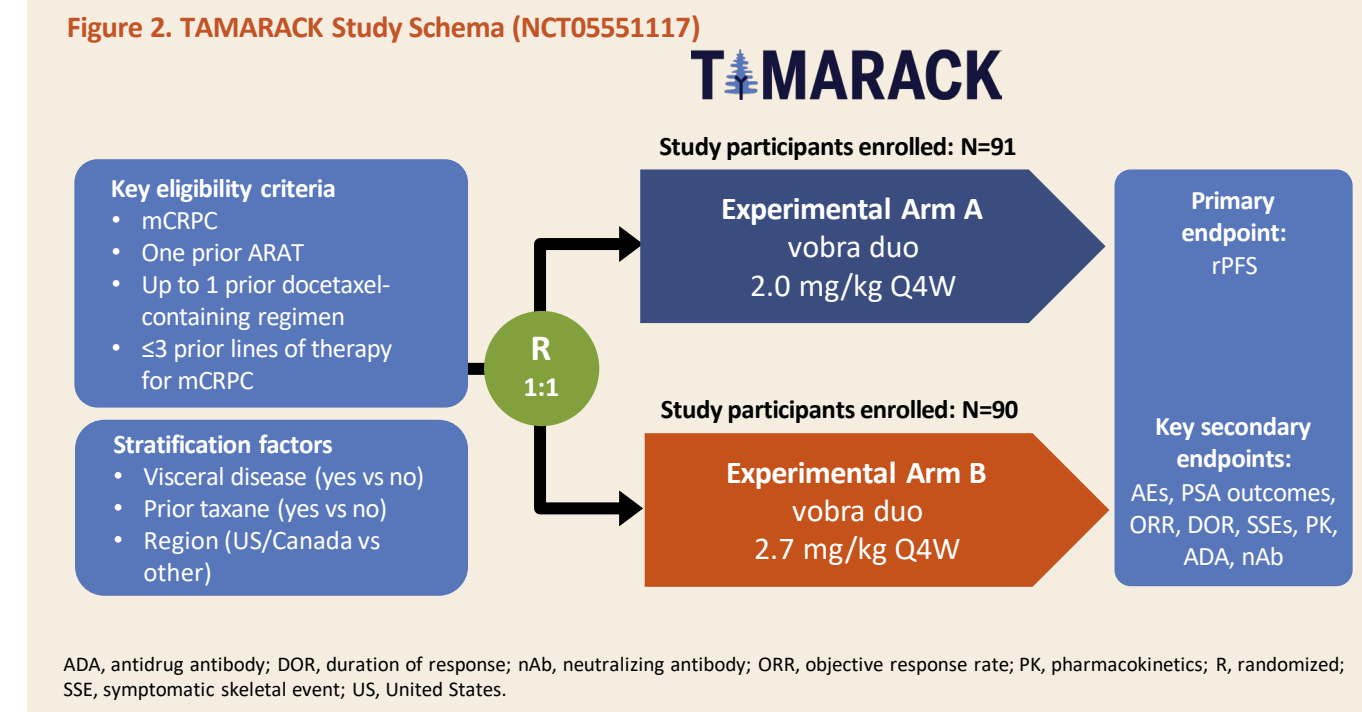 Figure 2. TAMARACK Study Schema (NCT05551117)
TAMARACK
Study participants enrolled: N=91
Key eligibility criteria
• mCRPC
• One prior ARAT
• Up to 1 prior docetaxel-
containing regimen
• ≤3 prior lines of therapy
for mCRPC
Stratification factors
• Visceral disease (yes vs no)
• Prior taxane (yes vs no)
• Region (US/Canada vs
other)
R
1:1
Experimental Arm A
vobra duo
2.0 mg/kg Q4W
Study participants enrolled: N=90
Experimental Arm B
vobra duo
2.7 mg/kg Q4W
Primary
endpoint:
rPFS
Key secondary
endpoints:
AEs, PSA outcomes,
ORR, DOR, SSEs, PK,
ADA, nAb
ADA, antidrug antibody; DOR, duration of response; nAb, neutralizing antibody; ORR, objective response rate; PK, pharmacokinetics; R, randomized;
SSE, symptomatic skeletal event; US, United States.